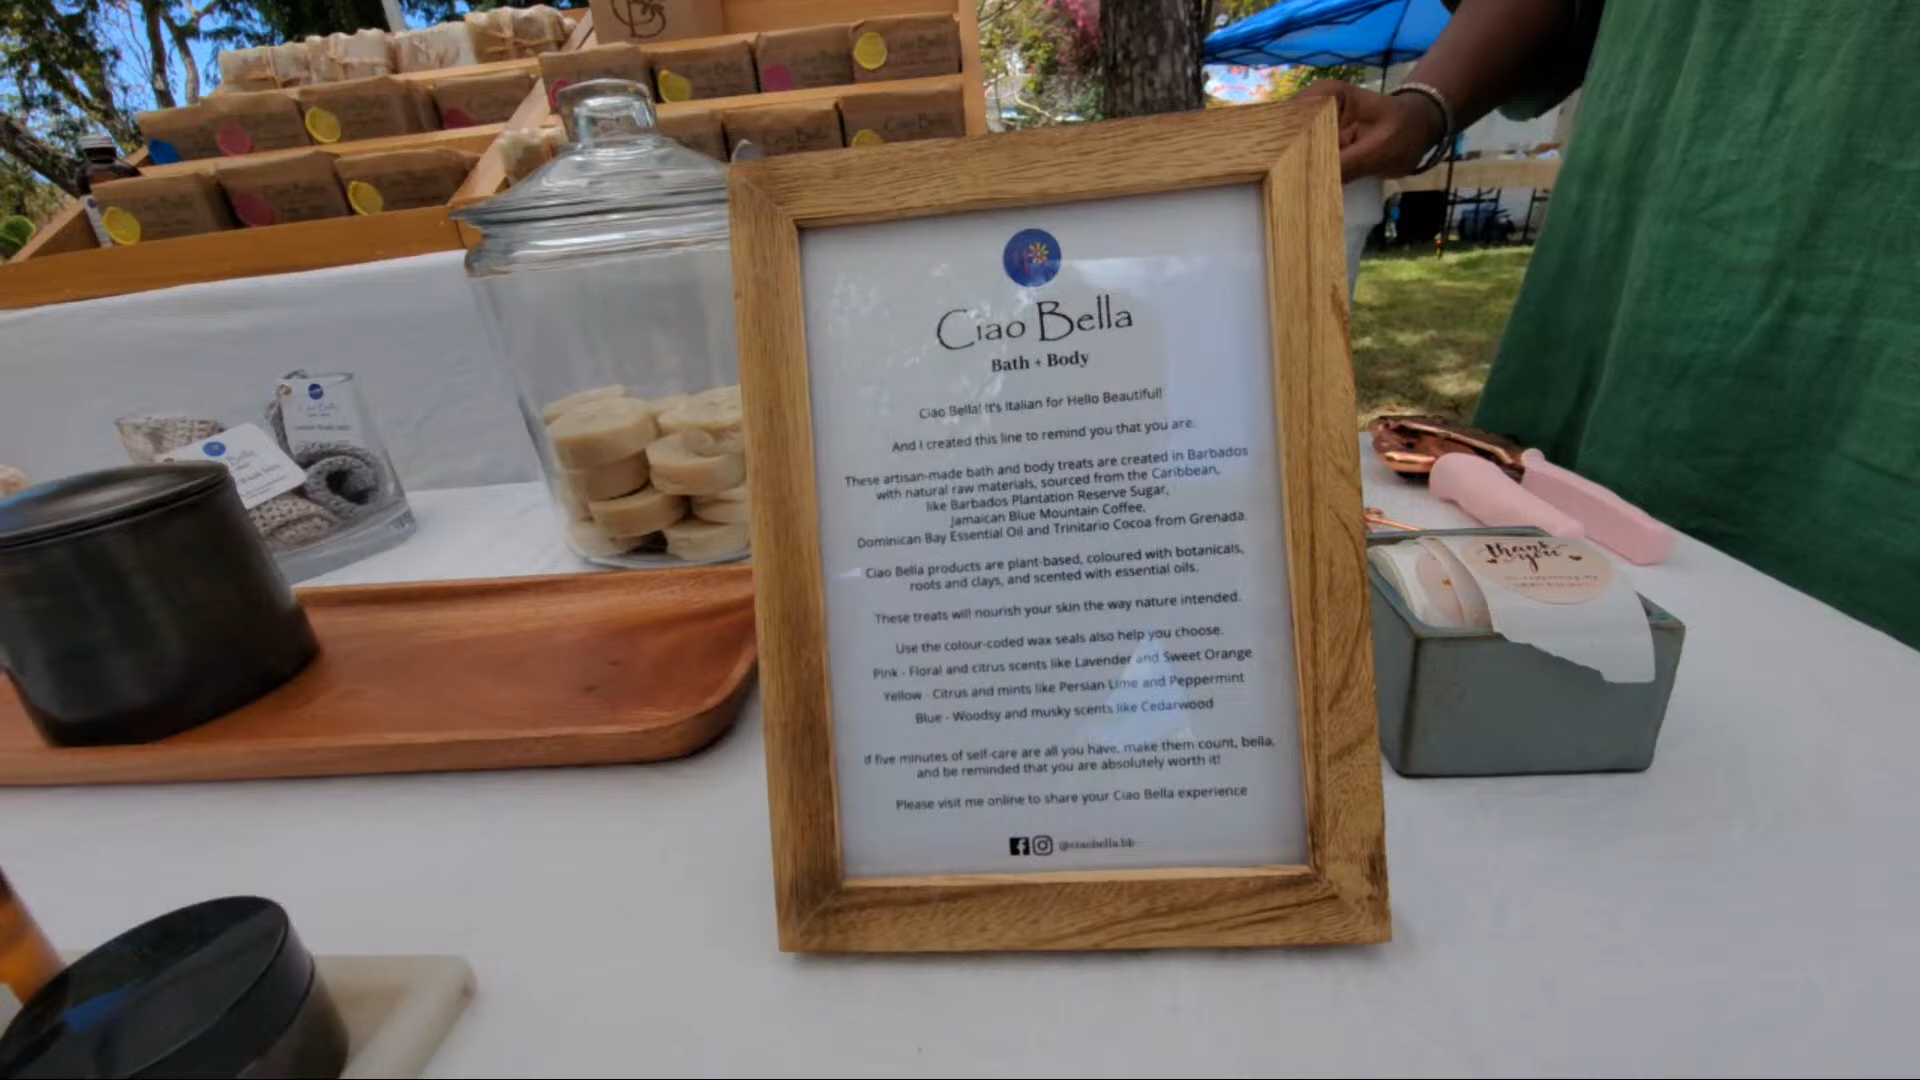 Ciao Bella
Bath + Body
Ciao Bella! It's Italian for Hello Beautiful!
And I created this line to remind you that you are.
These artisan-made bath and body treats are created in Barbados
with natural raw materials, sourced from the Caribbean,
like Barbados Plantation Reserve Sugar,
Jamaican Blue Mountain Coffee,
Dominican Bay Essential Oil and Trinitario Cocoa from Grenada.
Ciao Bella products are plant-based, coloured with botanicals,
roots and clays, and scented with essential oils.
These treats will nourish your skin the way nature intended.
Use the colour-coded wax seals also help you choose.
Pink - Floral and citrus scents like Lavender and Sweet Orange
Yellow - Citrus and mints like Persian Lime and Peppermint
Blue - Woodsy and musky scents like Cedarwood
If five minutes of self-care are all you have, make them count, bella,
and be reminded that you are absolutely worth it!
Please visit me online to share your Ciao Bella experience
@ciaobella.bb
thank
you
Ciao Bella
Ciao Bella